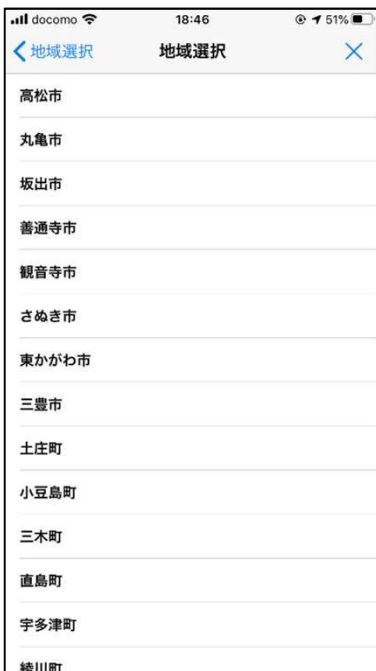 docomo 18:46 51%
地域選択 地域選択
高松市
丸亀市
坂出市
善通寺市
観音寺市
さぬき市
東かがわ市
三豊市
土庄町
小豆島町
三木町
直島町
宇多津町
綾川町